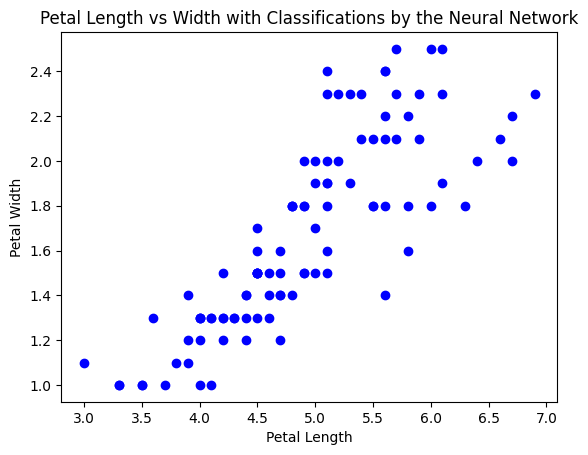 Petal Length vs Width with Classifications by the Neural Network
Petal Width
2.4
2.2
2.0
1.8
1.6
1.4
1.2
1.0
3.0 3.5 4.0 4.5 5.0 5.5 6.0 6.5 7.0
Petal Length